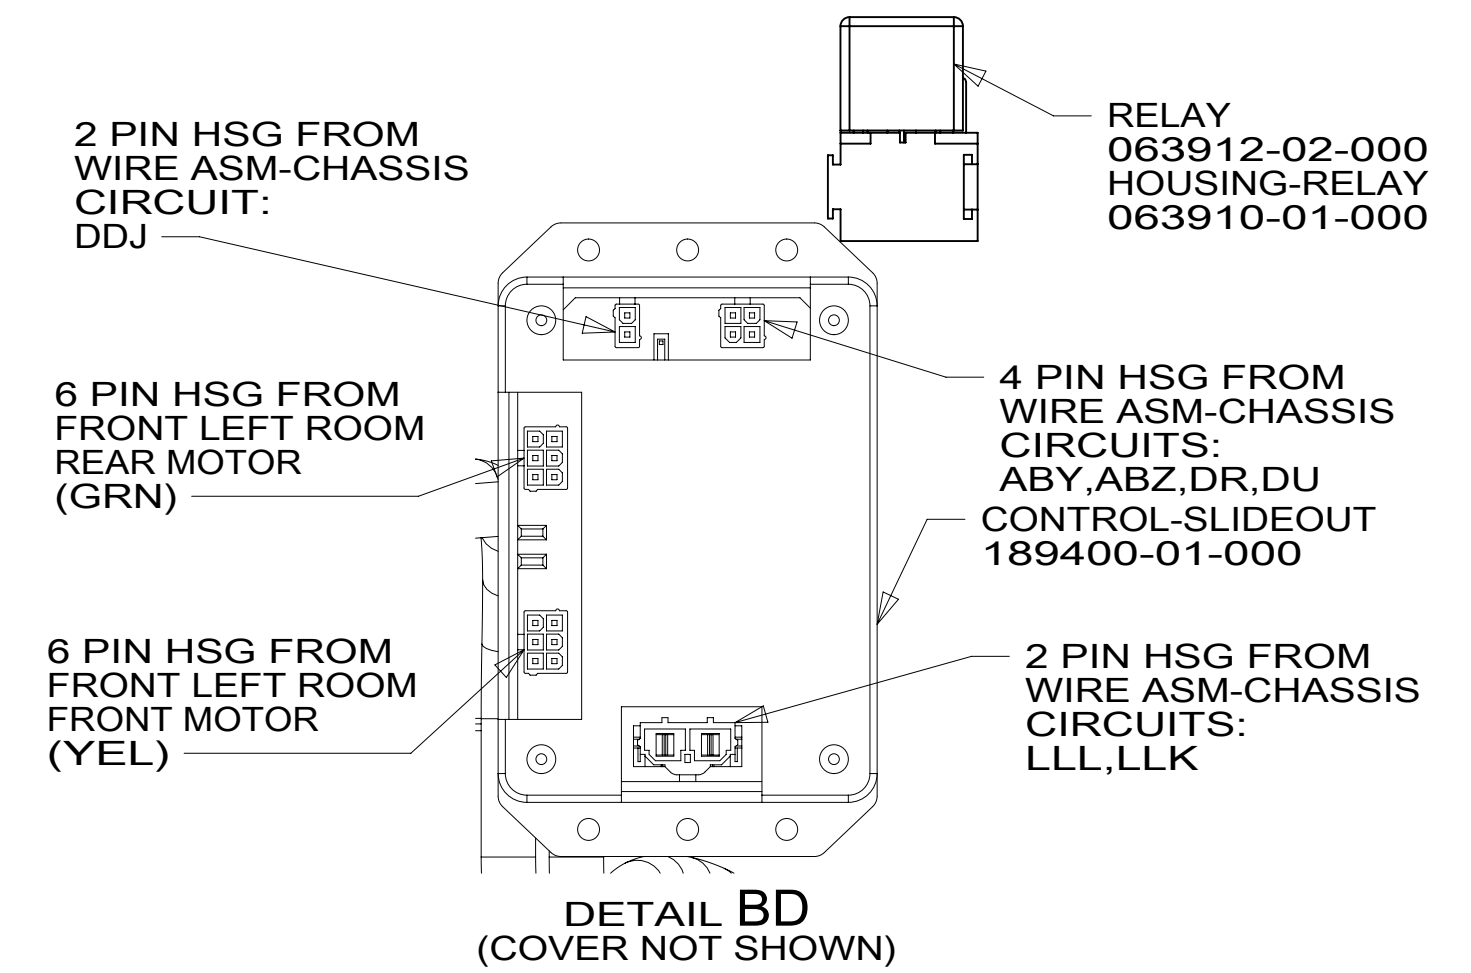 2 PIN HSG FROM
WIRE ASM-CHASSIS
CIRCUIT:
DDJ
RELAY
063912-02-000
HOUSING-RELAY
063910-01-000
6 PIN HSG FROM
FRONT LEFT ROOM
REAR MOTOR
(GRN)
4 PIN HSG FROM
WIRE ASM-CHASSIS
CIRCUITS:
ABY,ABZ,DR,DU
CONTROL-SLIDEOUT
189400-01-000
6 PIN HSG FROM
FRONT LEFT ROOM
FRONT MOTOR
(YEL)
2 PIN HSG FROM
WIRE ASM-CHASSIS
CIRCUITS:
LLL,LLK
DETAIL BD
(COVER NOT SHOWN)